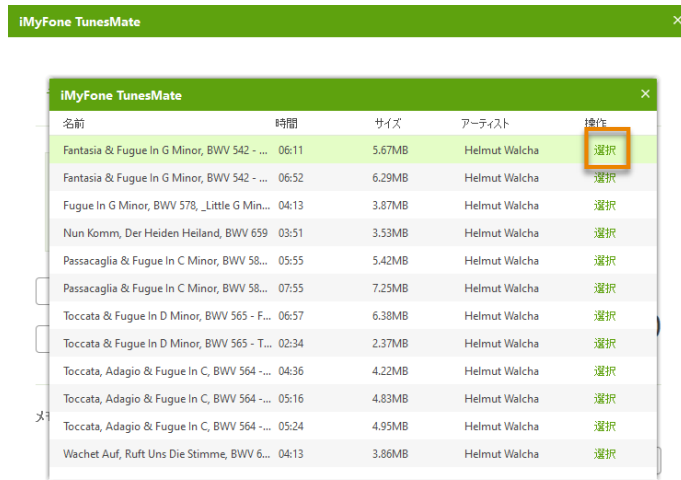 iMyFone TunesMate
iMyFone TunesMate
名前 時間 サイズ アーティスト 操作
Fantasia & Fugue In G Minor, BWV 542 - ... 06:11 5.67MB Helmut Walcha 選択
Fantasia & Fugue In G Minor, BWV 542 - ... 06:52 6.29MB Helmut Walcha 選択
Fugue In G Minor, BWV 578, _Little G Min... 04:13 3.87MB Helmut Walcha 選択
Nun Komm, Der Heiden Heiland, BWV 659 03:51 3.53MB Helmut Walcha 選択
Passacaglia & Fugue In C Minor, BWV 58... 05:55 5.42MB Helmut Walcha 選択
Passacaglia & Fugue In C Minor, BWV 58... 07:55 7.25MB Helmut Walcha 選択
Toccata & Fugue In D Minor, BWV 565 - F... 06:57 6.38MB Helmut Walcha 選択
Toccata & Fugue In D Minor, BWV 565 - T... 02:34 2.37MB Helmut Walcha 選択
Toccata, Adagio & Fugue In C, BWV 564 -... 04:36 4.22MB Helmut Walcha 選択
Toccata, Adagio & Fugue In C, BWV 564 -... 05:16 4.83MB Helmut Walcha 選択
Toccata, Adagio & Fugue In C, BWV 564 -... 05:24 4.95MB Helmut Walcha 選択
Wachet Auf, Ruft Uns Die Stimme, BWV 6... 04:13 3.86MB Helmut Walcha 選択